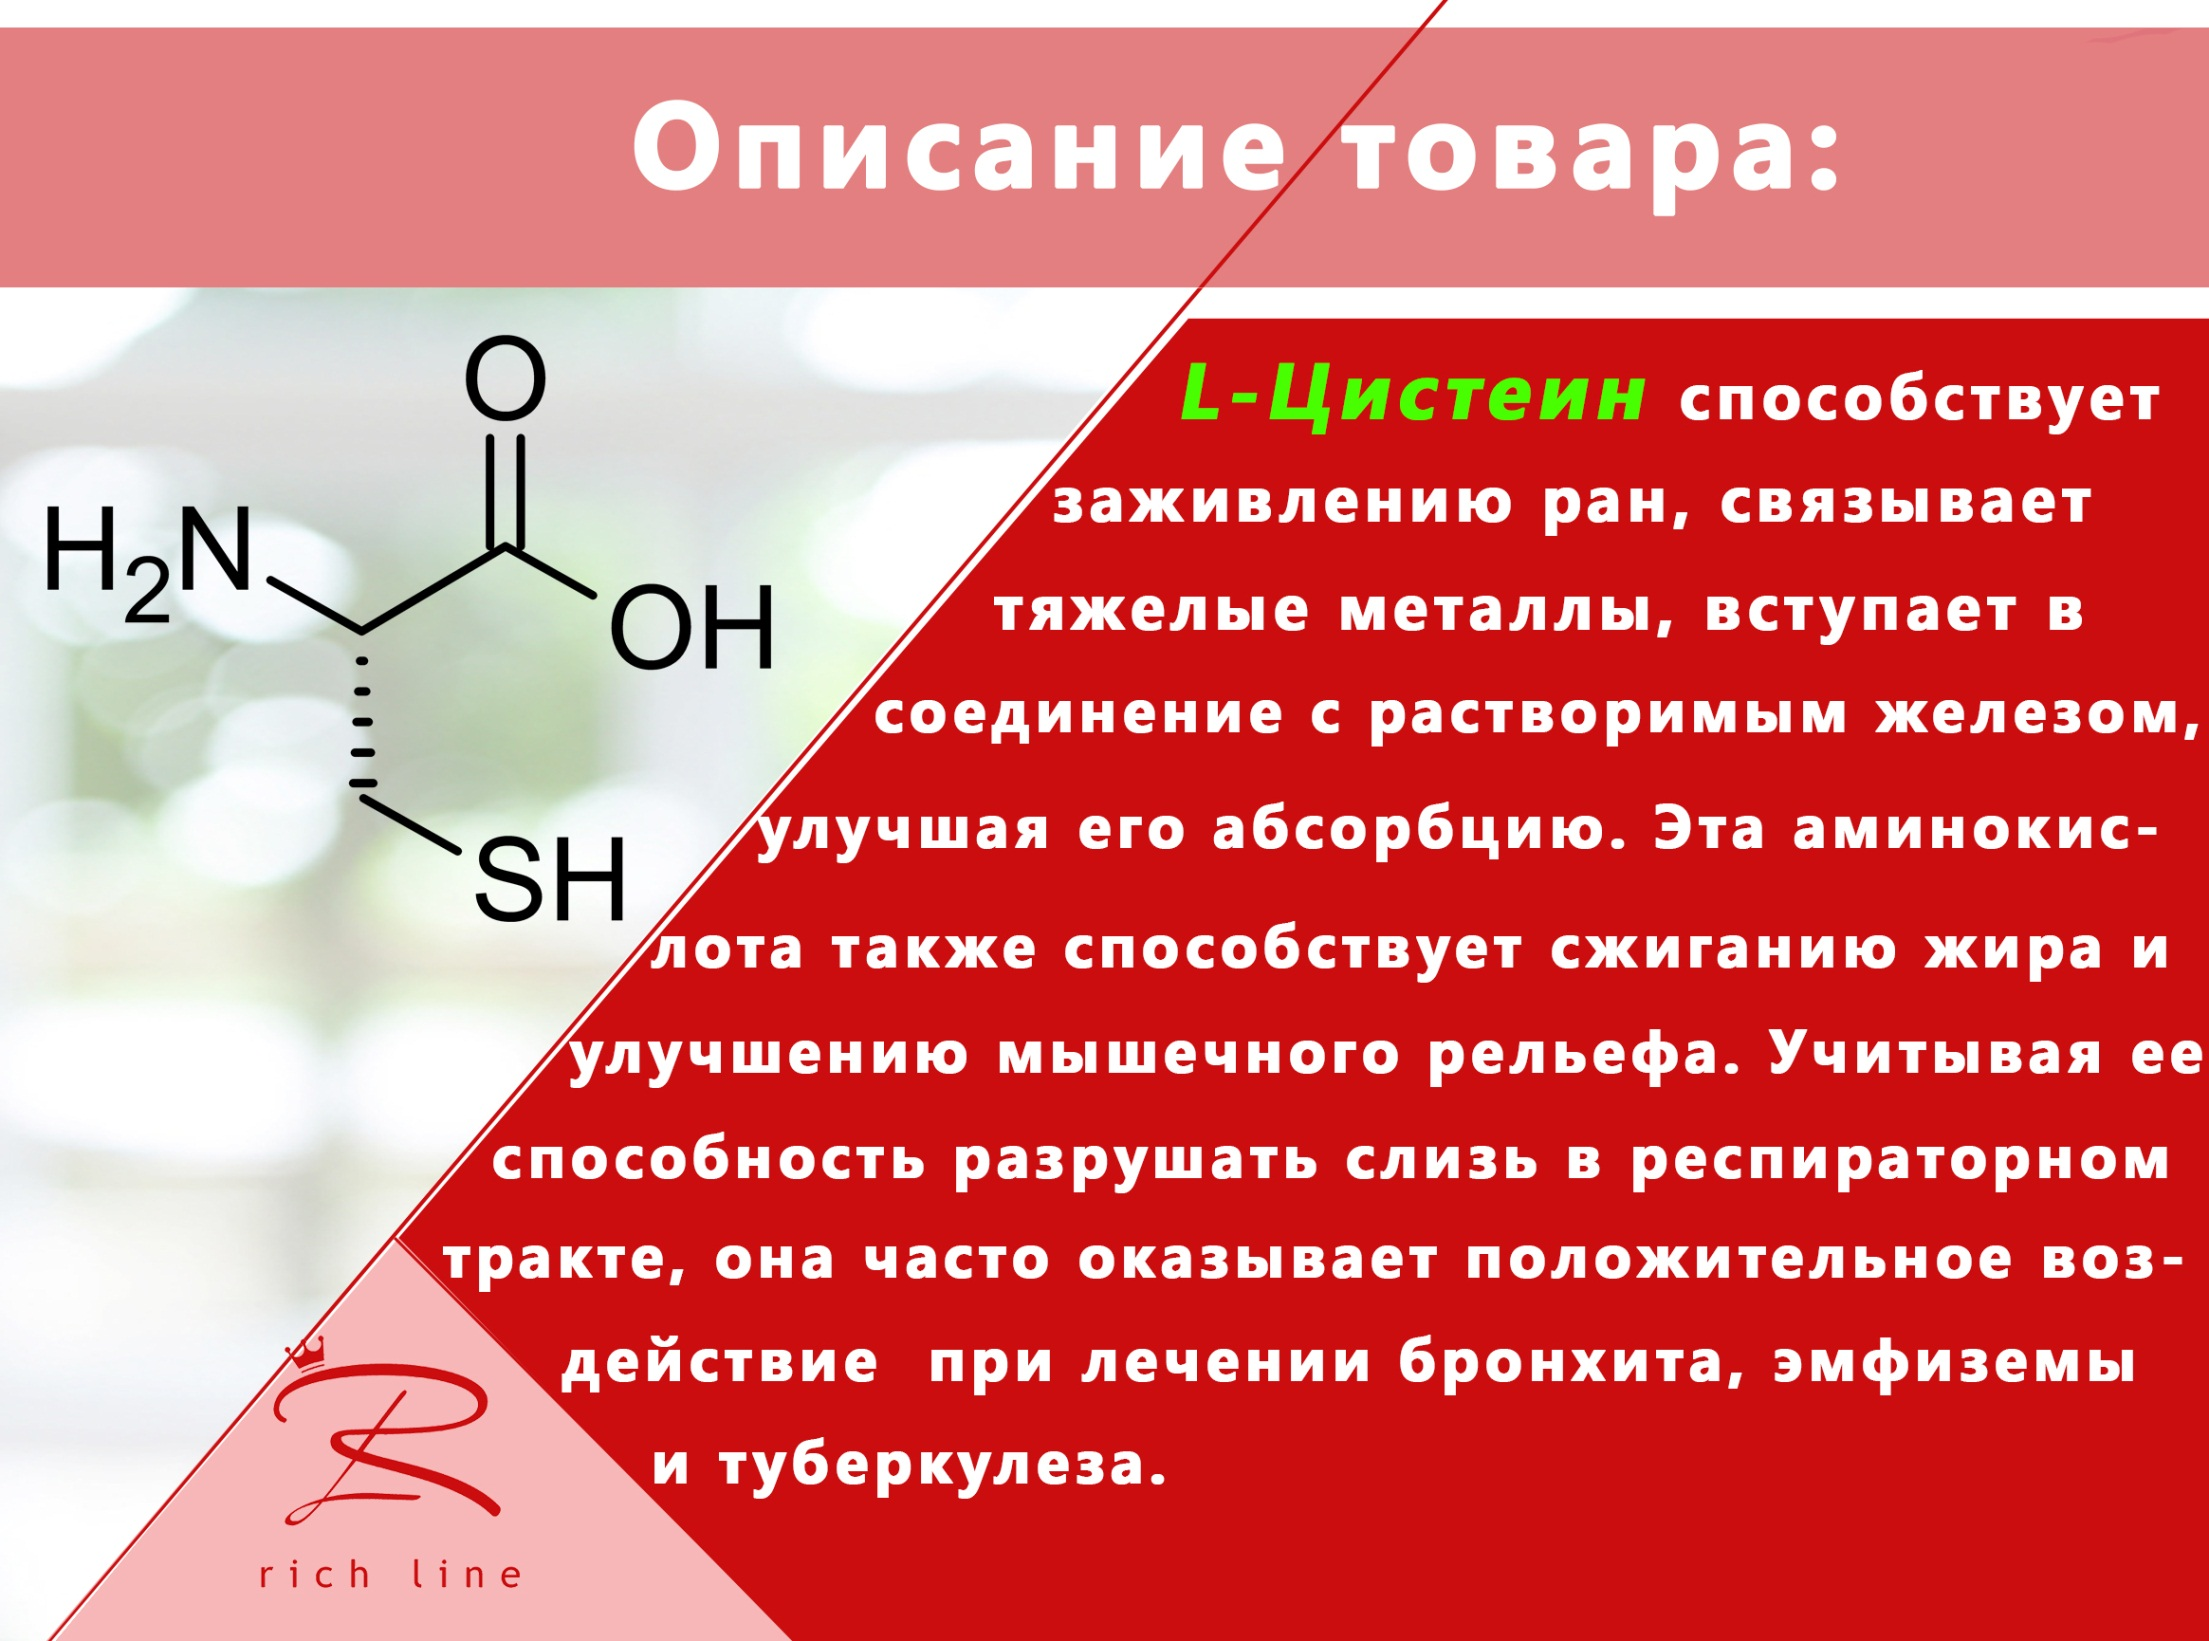 Описание товара:
O
H2N
OH
SH
L-Цистеин способствует
заживлению ран, связывает
тяжелые металлы, вступает в
соединение с растворимым железом,
улучшая его абсорбцию. Эта аминокис-
лота также способствует сжиганию жира и
улучшению мышечного рельефа. Учитывая ее
способность разрушать слизь в респираторном
тракте, она часто оказывает положительное воз-
действие при лечении бронхита, эмфиземы
и туберкулеза.
R
rich line